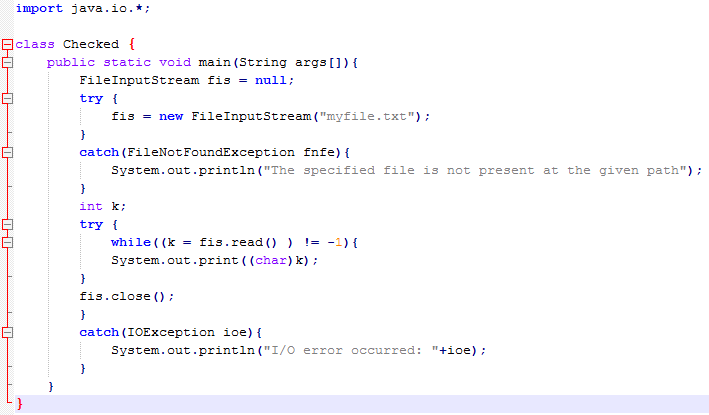 import java.io.*;
class Checked {
public static void main(String args[]){
FileInputStream fis = null;
try {
fis = new FileInputStream("myfile.txt");
}
catch(FileNotFoundException fnfe){
System.out.println("The specified file is not present at the given path");
}
int k;
try {
while((k = fis.read() ) != -1){
System.out.print((char)k);
}
fis.close();
}
catch(IOException ioe){
System.out.println("I/O error occurred: "+ioe);
}
}
}